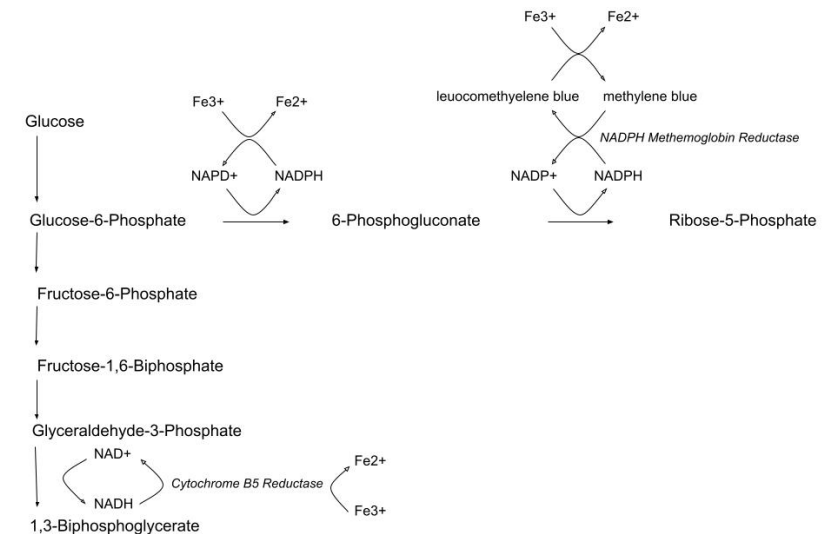 Fe3+ Fe2+
leuocomethyelene blue methylene blue
Fe3+ Fe2+
Glucose
NADPH Methemoglobin Reductase
NAPD+ NADPH
NADP+ NADPH
Glucose-6-Phosphate 6-Phosphogluconate Ribose-5-Phosphate
Fructose-6-Phosphate
Fructose-1,6-Biphosphate
Glyceraldehyde-3-Phosphate
NAD+
Fe2+
Cytochrome B5 Reductase
NADH
Fe3+
1,3-Biphosphoglycerate